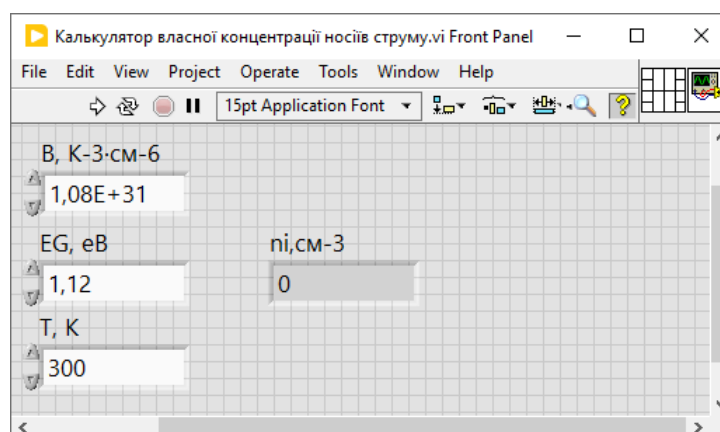 Калькулятор власної концентрації носіїв струму.vi Front Panel
File Edit View Project Operate Tools Window Help
15pt Application Font
B, К-3·см-6
1,08E+31
EG, eB
ni,см-3
1,12
0
T, К
300